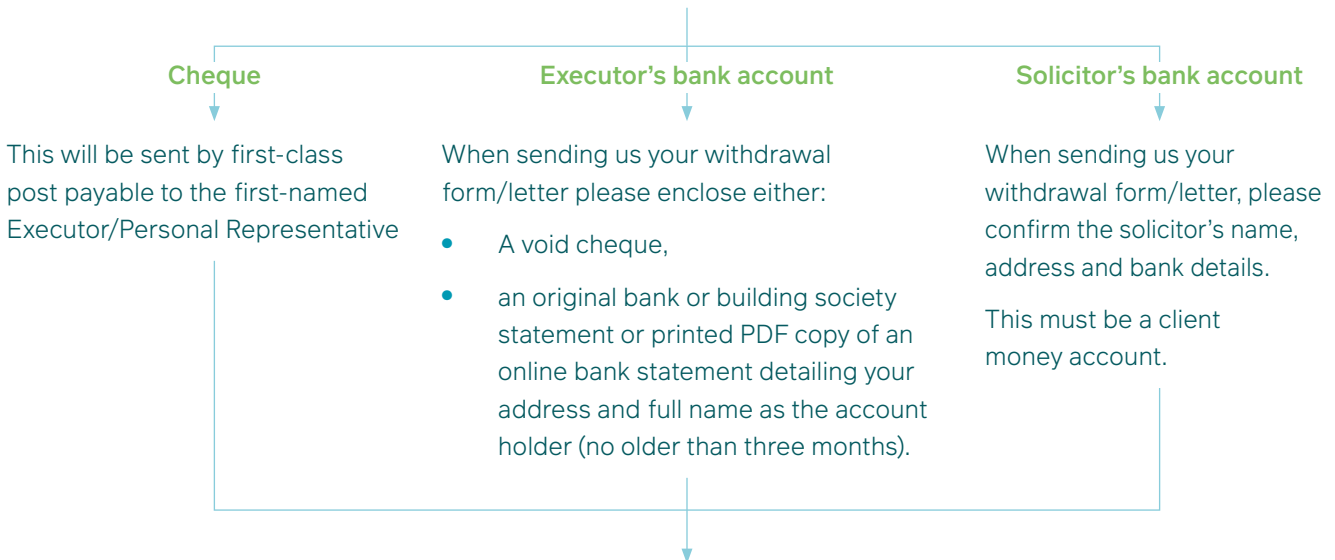 Cheque
This will be sent by first-class
post payable to the first-named
Executor/Personal Representative
Executor’s bank account
When sending us your withdrawal
form/letter please enclose either:
• A void cheque,
• an original bank or building society
statement or printed PDF copy of an
online bank statement detailing your
address and full name as the account
holder (no older than three months).
Solicitor’s bank account
When sending us your
withdrawal form/letter, please
confirm the solicitor’s name,
address and bank details.
This must be a client
money account.